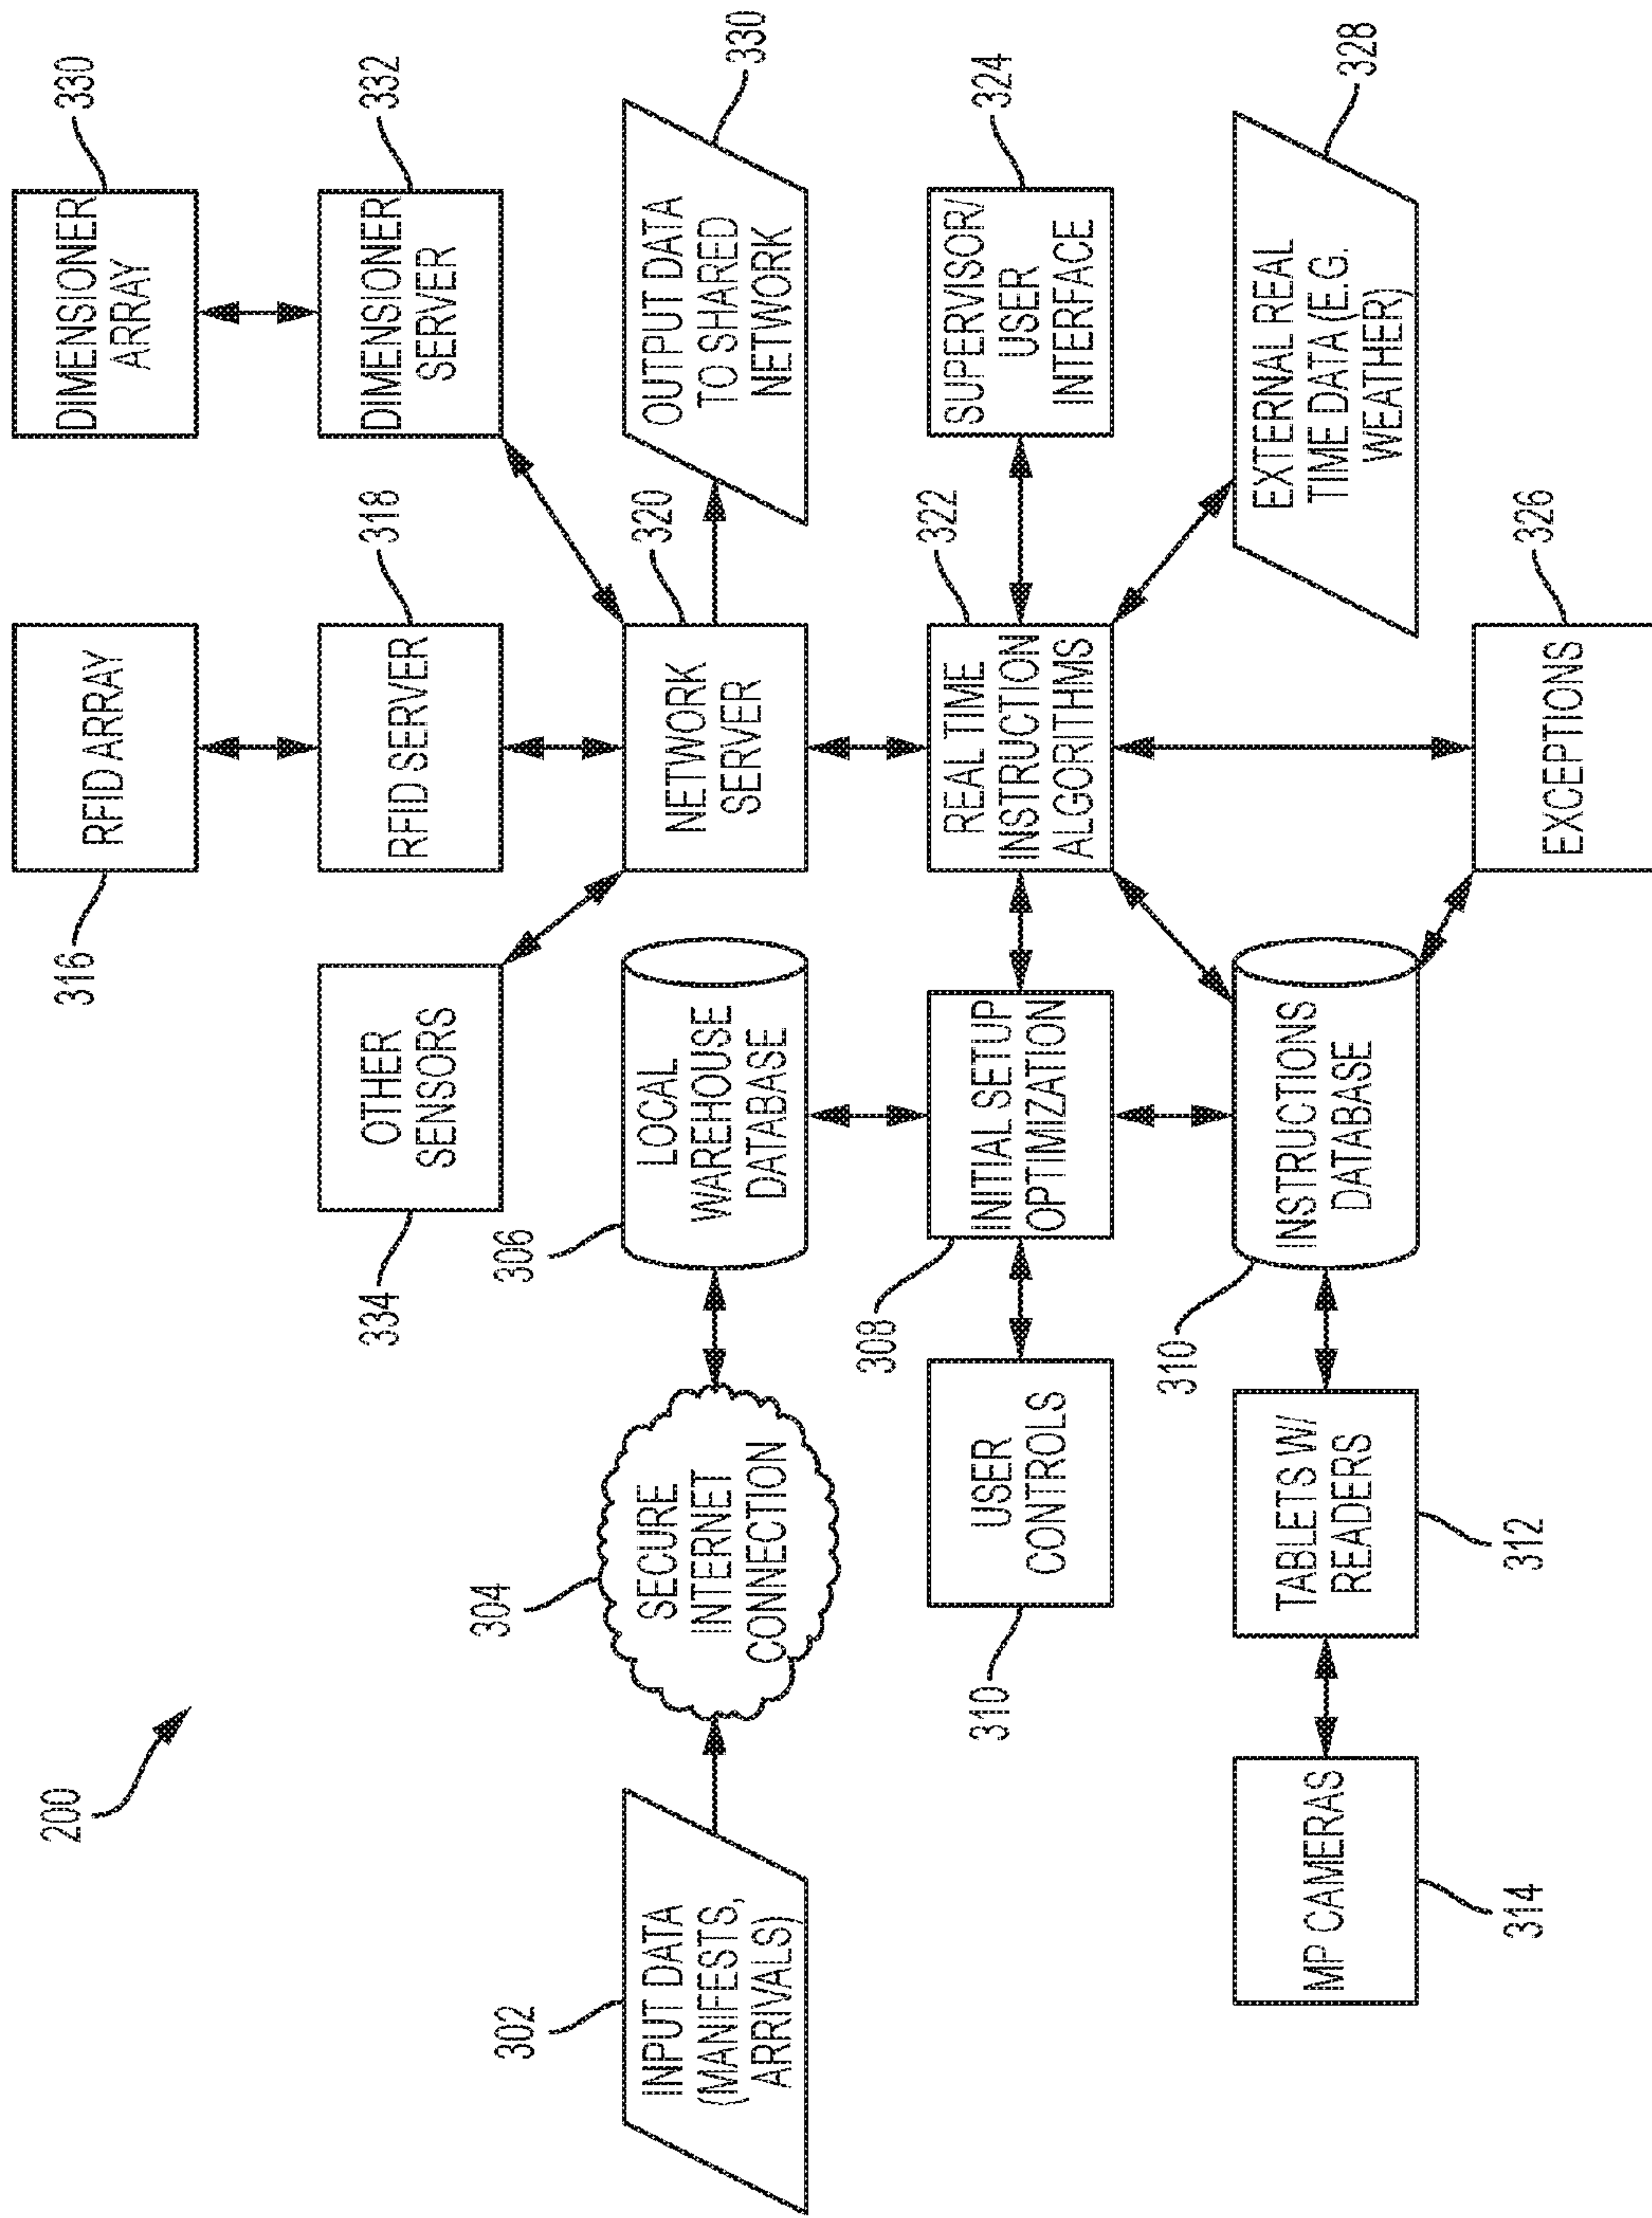 200
316
RFID ARRAY
DIMENSIONER
ARRAY
330
334
OTHER
SENSORS
RFID SERVER
318
DIMENSIONER
SERVER
332
302
INPUT DATA
(MANIFESTS,
ARRIVALS)
304
SECURE
INTERNET
CONNECTION
306
LOCAL
WAREHOUSE
DATABASE
NETWORK
SERVER
320
OUTPUT DATA
TO SHARED
NETWORK
330
310
USER
CONTROLS
308
INITIAL SETUP
OPTIMIZATION
REAL TIME
INSTRUCTION
ALGORITHMS
322
SUPERVISOR/
USER
INTERFACE
324
314
MP CAMERAS
312
TABLETS W/
READERS
310
INSTRUCTIONS
DATABASE
EXTERNAL REAL
TIME DATA (E.G.
WEATHER)
328
EXCEPTIONS
326